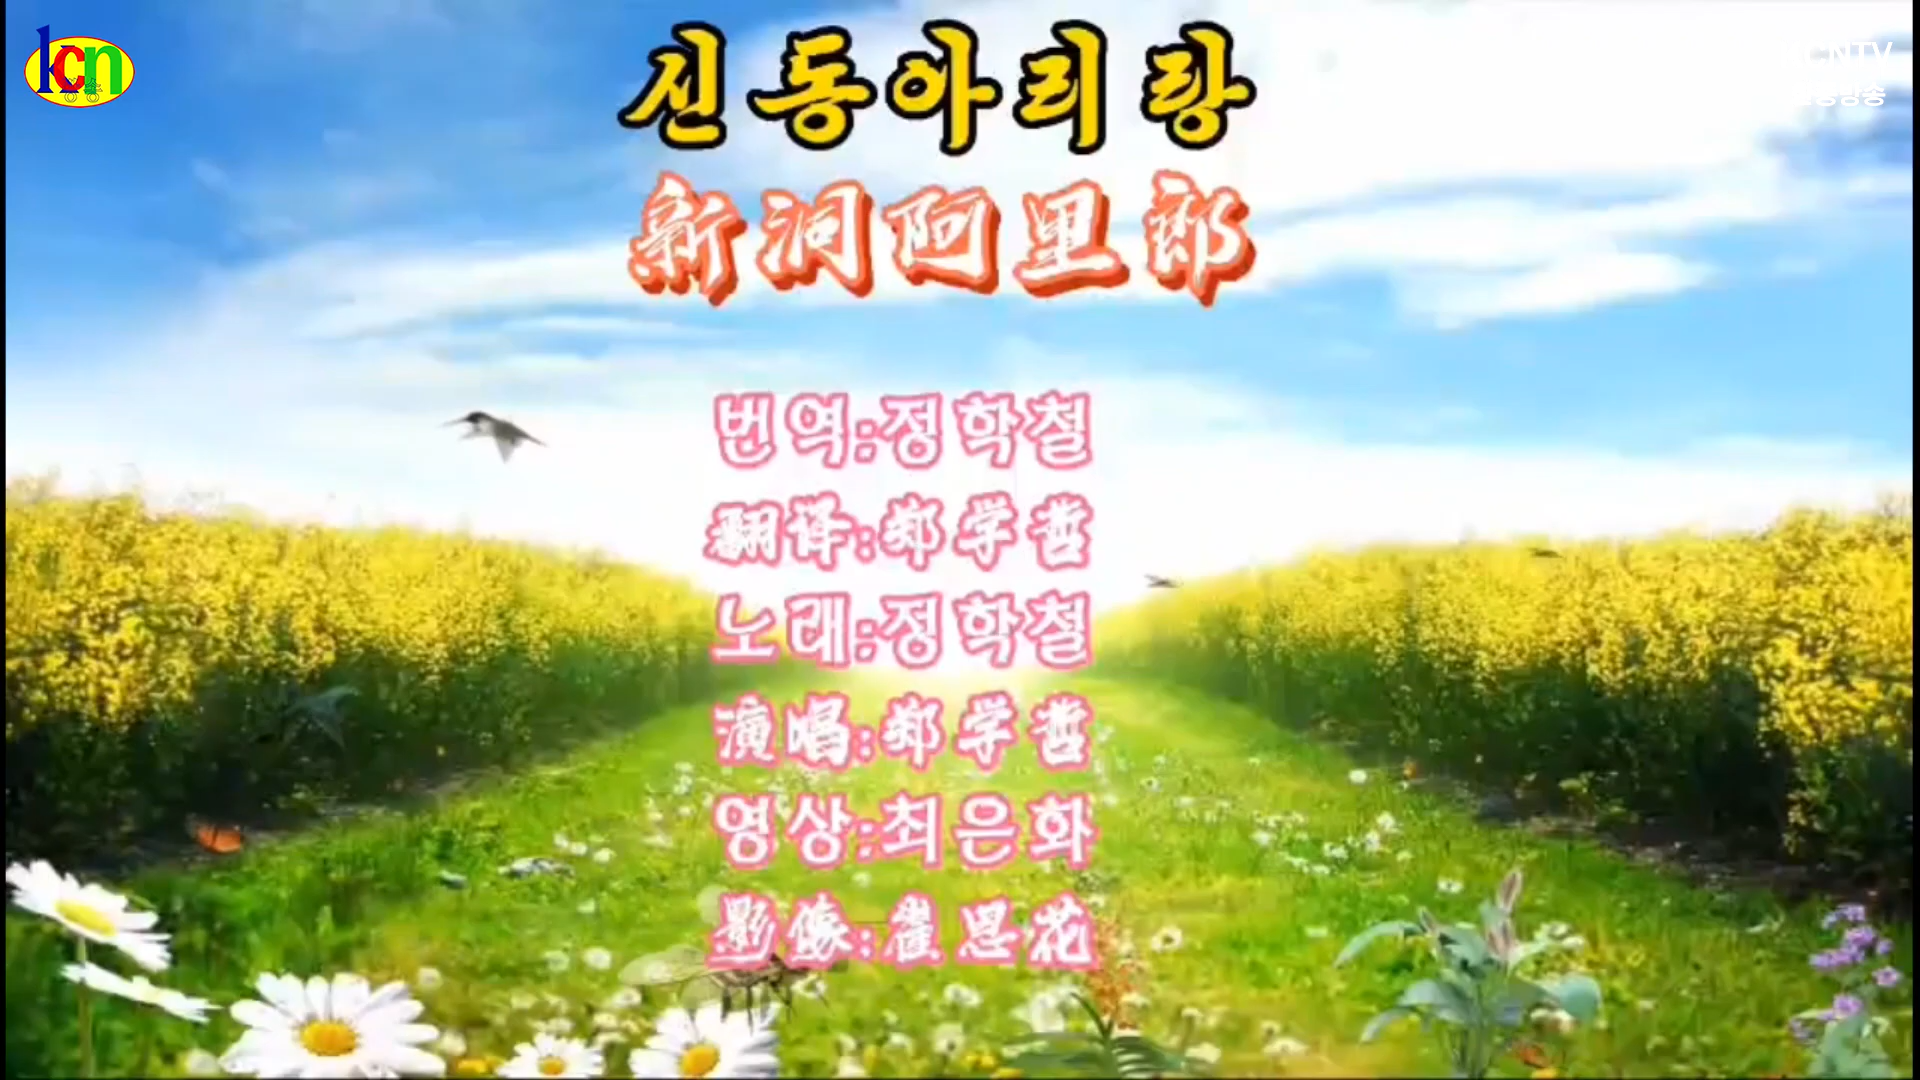 kcn
신동아리랑
新洞阿里郎
번역:정학철
翻译:郑学哲
노래:정학철
演唱:郑学哲
영상:최은화
影像:崔恩花